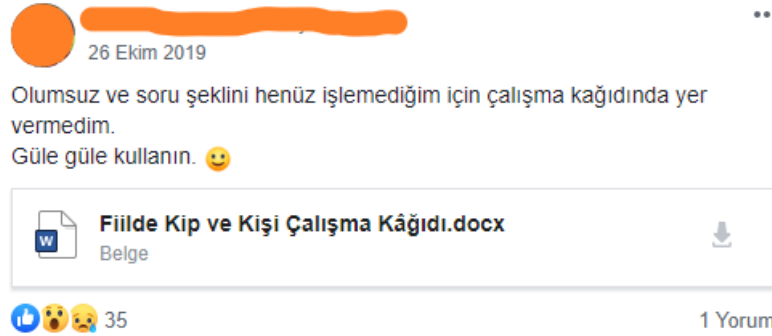 26 Ekim 2019
Olumsuz ve soru şeklini henüz işlemediğim için çalışma kağıdında yer
vermedim.
Güle güle kullanın. 🙂
Fiilde Kip ve Kişi Çalışma Kâğıdı.docx
W
Belge
35
1 Yorum